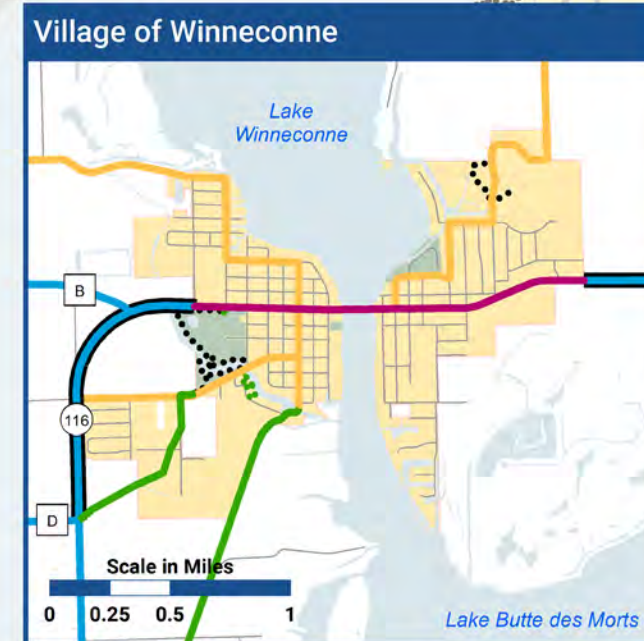 Village of Winneconne
Lake
Winneconne
B
116
D
Scale in Miles
0 0.25 0.5 1
Lake Butte des Morts